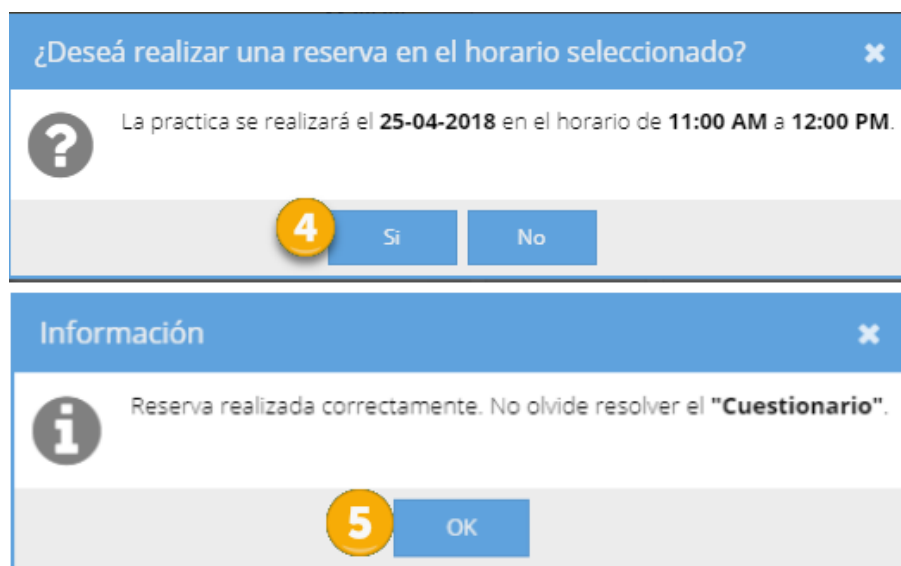 ¿Deseá realizar una reserva en el horario seleccionado?
La practica se realizará el 25-04-2018 en el horario de 11:00 AM a 12:00 PM.
4
Si
No
Información
Reserva realizada correctamente. No olvide resolver el "Cuestionario".
5
OK